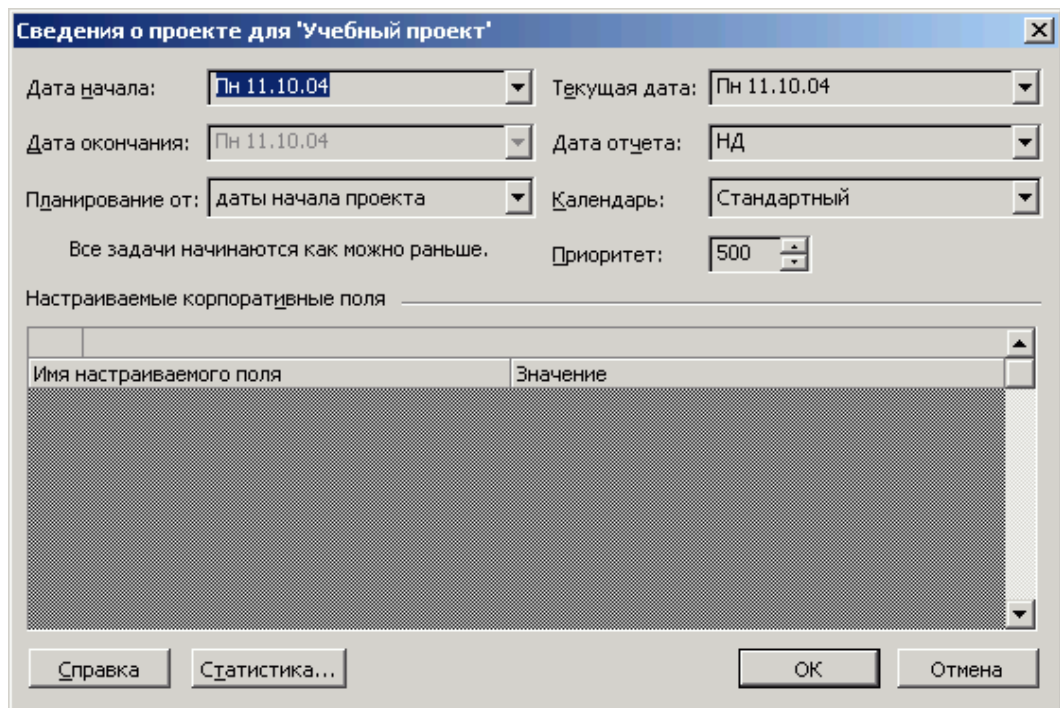 Сведения о проекте для 'Учебный проект'
Дата начала: Пн 11.10.04 Текущая дата: Пн 11.10.04
Дата окончания: Пн 11.10.04 Дата отчета: НД
Планирование от: даты начала проекта Календарь: Стандартный
Все задачи начинаются как можно раньше. Приоритет: 500
Настраиваемые корпоративные поля
Имя настраиваемого поля Значение
Справка Статистика... ОК Отмена